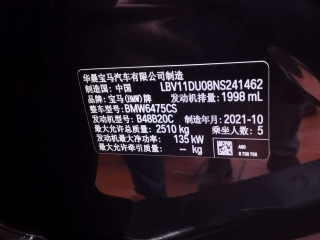 华晨宝马汽车有限公司制造
制造国：中国 LBV11DU08NS241462
品牌：宝马(BMW)牌 发动机排量：1998 mL
整车型号：BMW6475CS
发动机型号：B48B20C 制造年月：2021-10
最大允许总质量：2510 kg 乘坐人数：5
发动机最大净功率：135 kW
最大允许牵引质量：-- kg